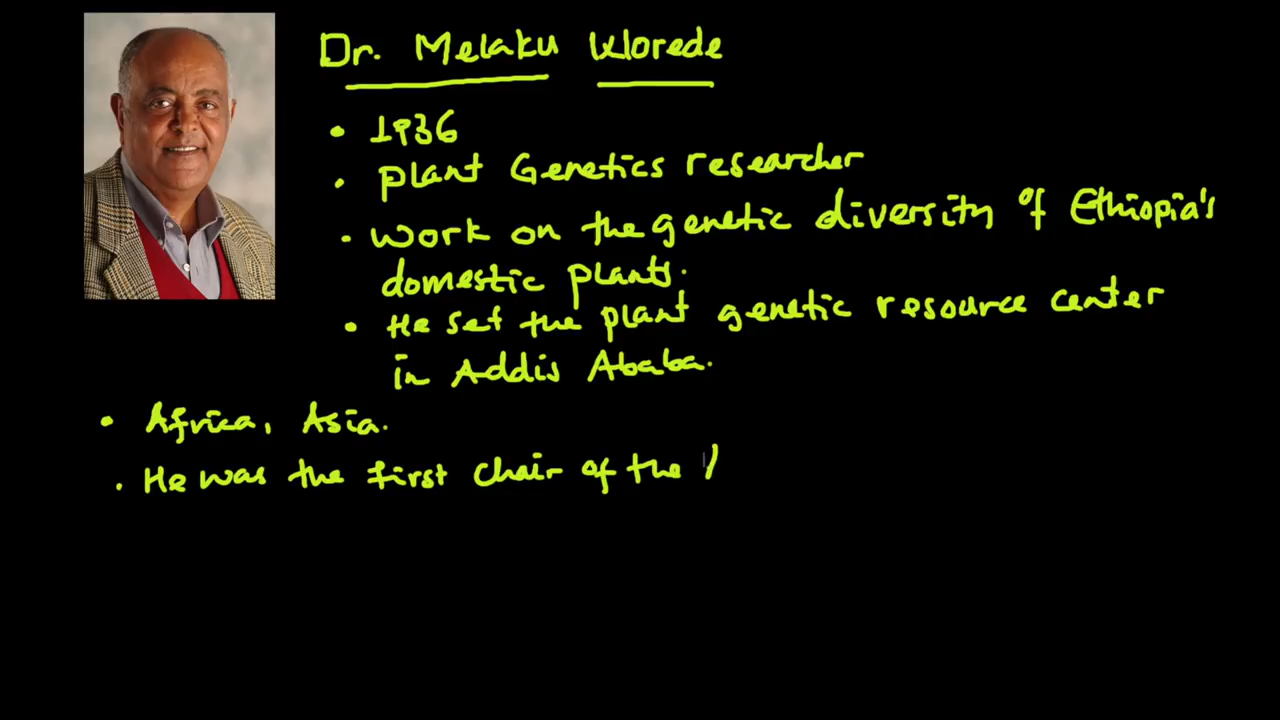 Dr. Melaku Worede
• 1936
• plant Genetics researcher
• work on the genetic diversity of Ethiopia's
domestic plants.
• He set the plant genetic resource center
in Addis Ababa.
• Africa, Asia.
• He was the first chair of the